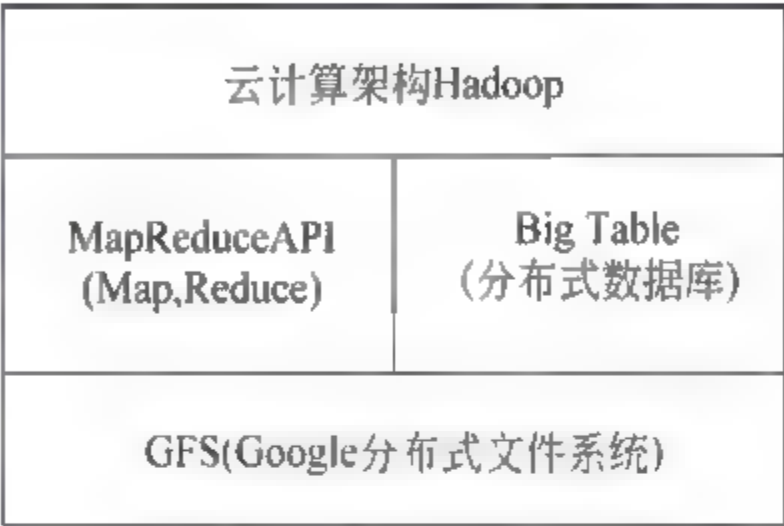 云计算架构Hadoop
MapReduceAPI
(Map,Reduce)
Big Table
(分布式数据库)
GFS(Google分布式文件系统)